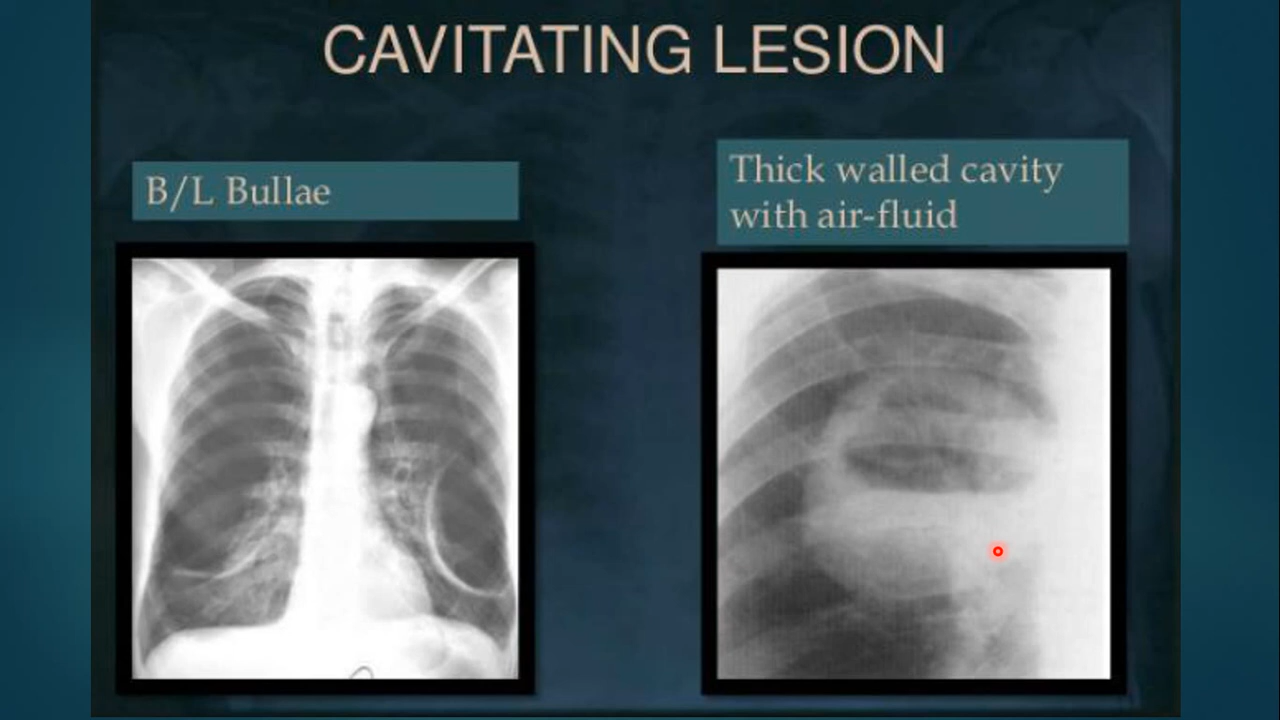 CAVITATING LESION
B/L Bullae
Thick walled cavity
with air-fluid